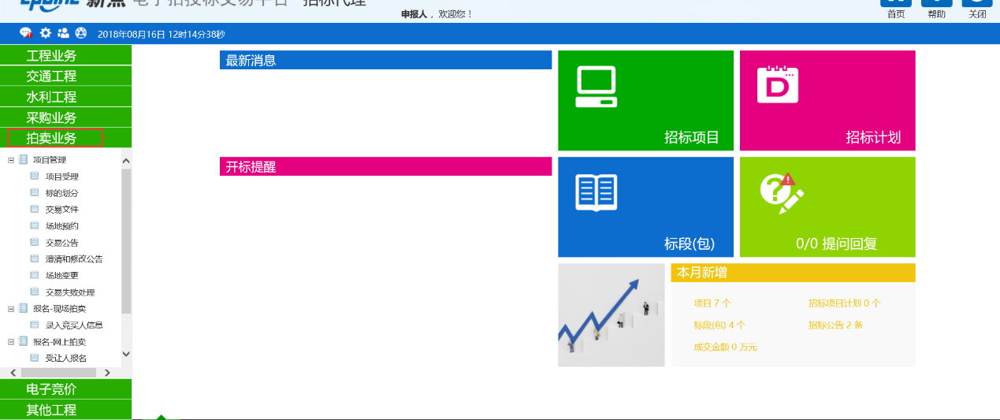 epoint 新点 电子招投标交易平台 招标代理
申报人，欢迎您！
首页 帮助 关闭
2018年08月16日 12时14分38秒
工程业务
交通工程
水利工程
采购业务
拍卖业务
项目管理
项目受理
标的划分
交易文件
场地预约
交易公告
澄清和修改公告
场地变更
交易失败处理
报名-现场拍卖
录入竞买人信息
报名-网上拍卖
受让人报名
电子竞价
其他工程
最新消息
开标提醒
招标项目
D
招标计划
标段(包)
0/0 提问回复
本月新增
项目 7 个
招标项目计划 0 个
标段(包) 4 个
招标公告 2 条
成交金额 0 万元